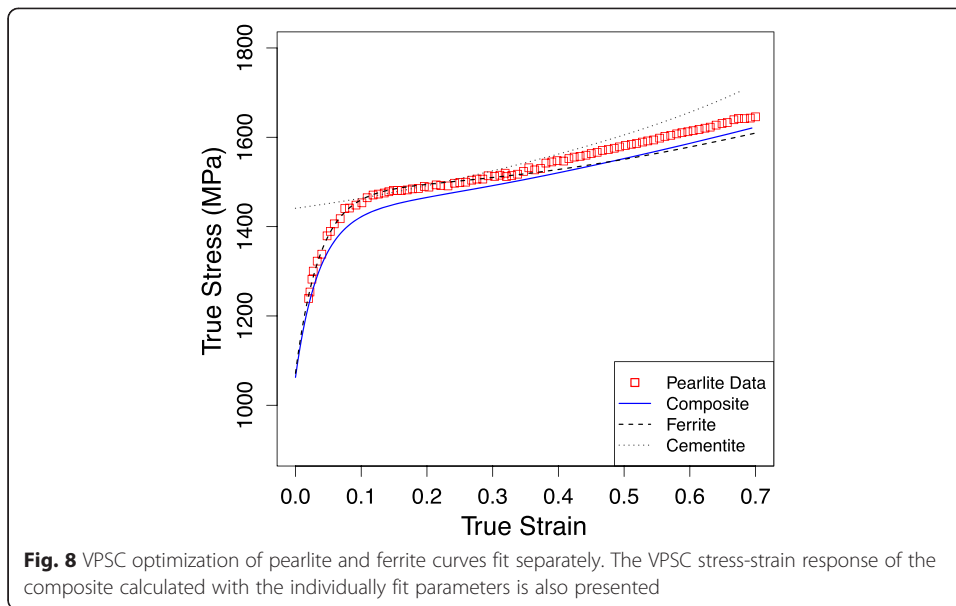 1800
1600
1400
1200
1000
True Stress (MPa)
Pearlite Data
Composite
Ferrite
Cementite
0.0 0.1 0.2 0.3 0.4 0.5 0.6 0.7
True Strain
Fig. 8 VPSC optimization of pearlite and ferrite curves fit separately. The VPSC stress-strain response of the
composite calculated with the individually fit parameters is also presented